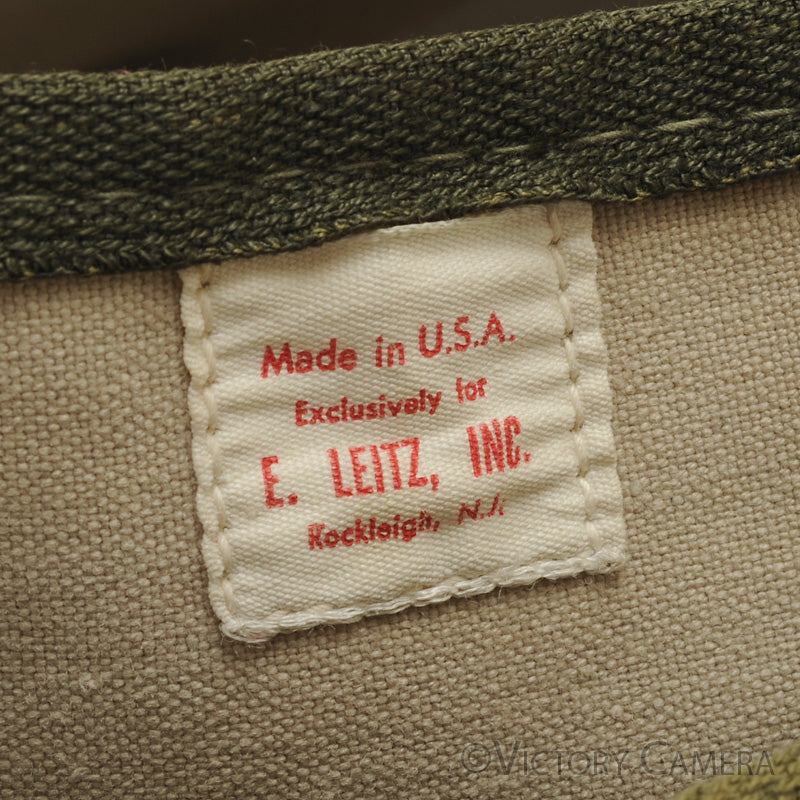 Made in U.S.A.
Exclusively for
E. LEITZ, INC.
Rockleigh, N.J.
©VICTORY CAMERA